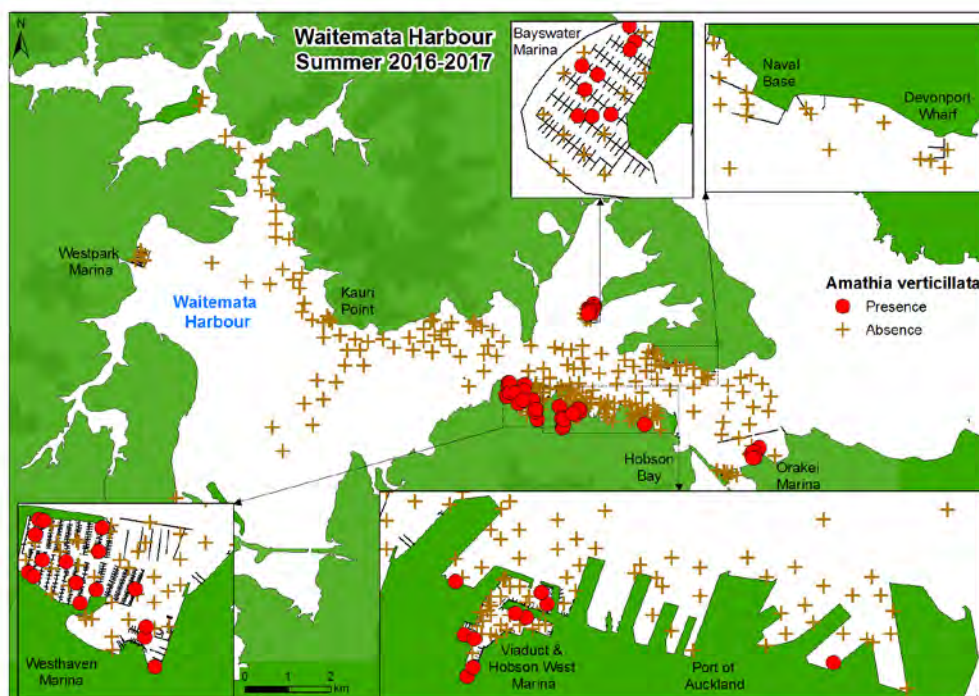 N
Waitemata Harbour
Summer 2016-2017
Bayswater
Marina
Naval
Base
Devonport
Wharf
Westpark
Marina
Waitemata
Harbour
Kauri
Point
Amathia verticillata
Presence
Absence
Hobson
Bay
Orakei
Marina
Westhaven
Marina
0 1 2
km
Viaduct &
Hobson West
Marina
Port of
Auckland